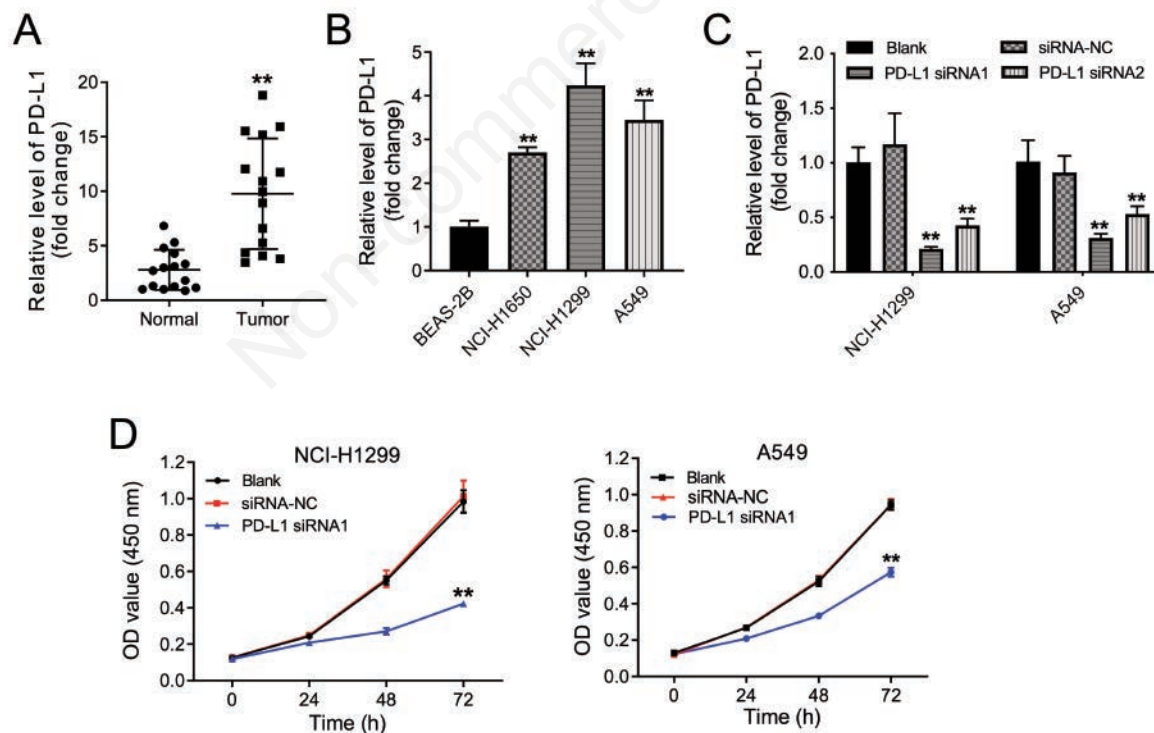 Non-commerc
A
Relative level of PD-L1
(fold change)
20
15
10
5
0
**
Normal
Tumor
B
Relative level of PD-L1
(fold change)
5
4
3
2
1
0
**
**
**
BEAS-2B
NCI-H1650
NCI-H1299
A549
C
Relative level of PD-L1
(fold change)
2.0
1.5
1.0
0.5
0.0
Blank
siRNA-NC
PD-L1 siRNA1
PD-L1 siRNA2
**
**
**
**
NCI-H1299
A549
D
NCI-H1299
OD value (450 nm)
1.2
1.0
0.8
0.6
0.4
0.2
0.0
Blank
siRNA-NC
PD-L1 siRNA1
**
0
24
48
72
Time (h)
A549
OD value (450 nm)
1.2
1.0
0.8
0.6
0.4
0.2
0.0
Blank
siRNA-NC
PD-L1 siRNA1
**
0
24
48
72
Time (h)